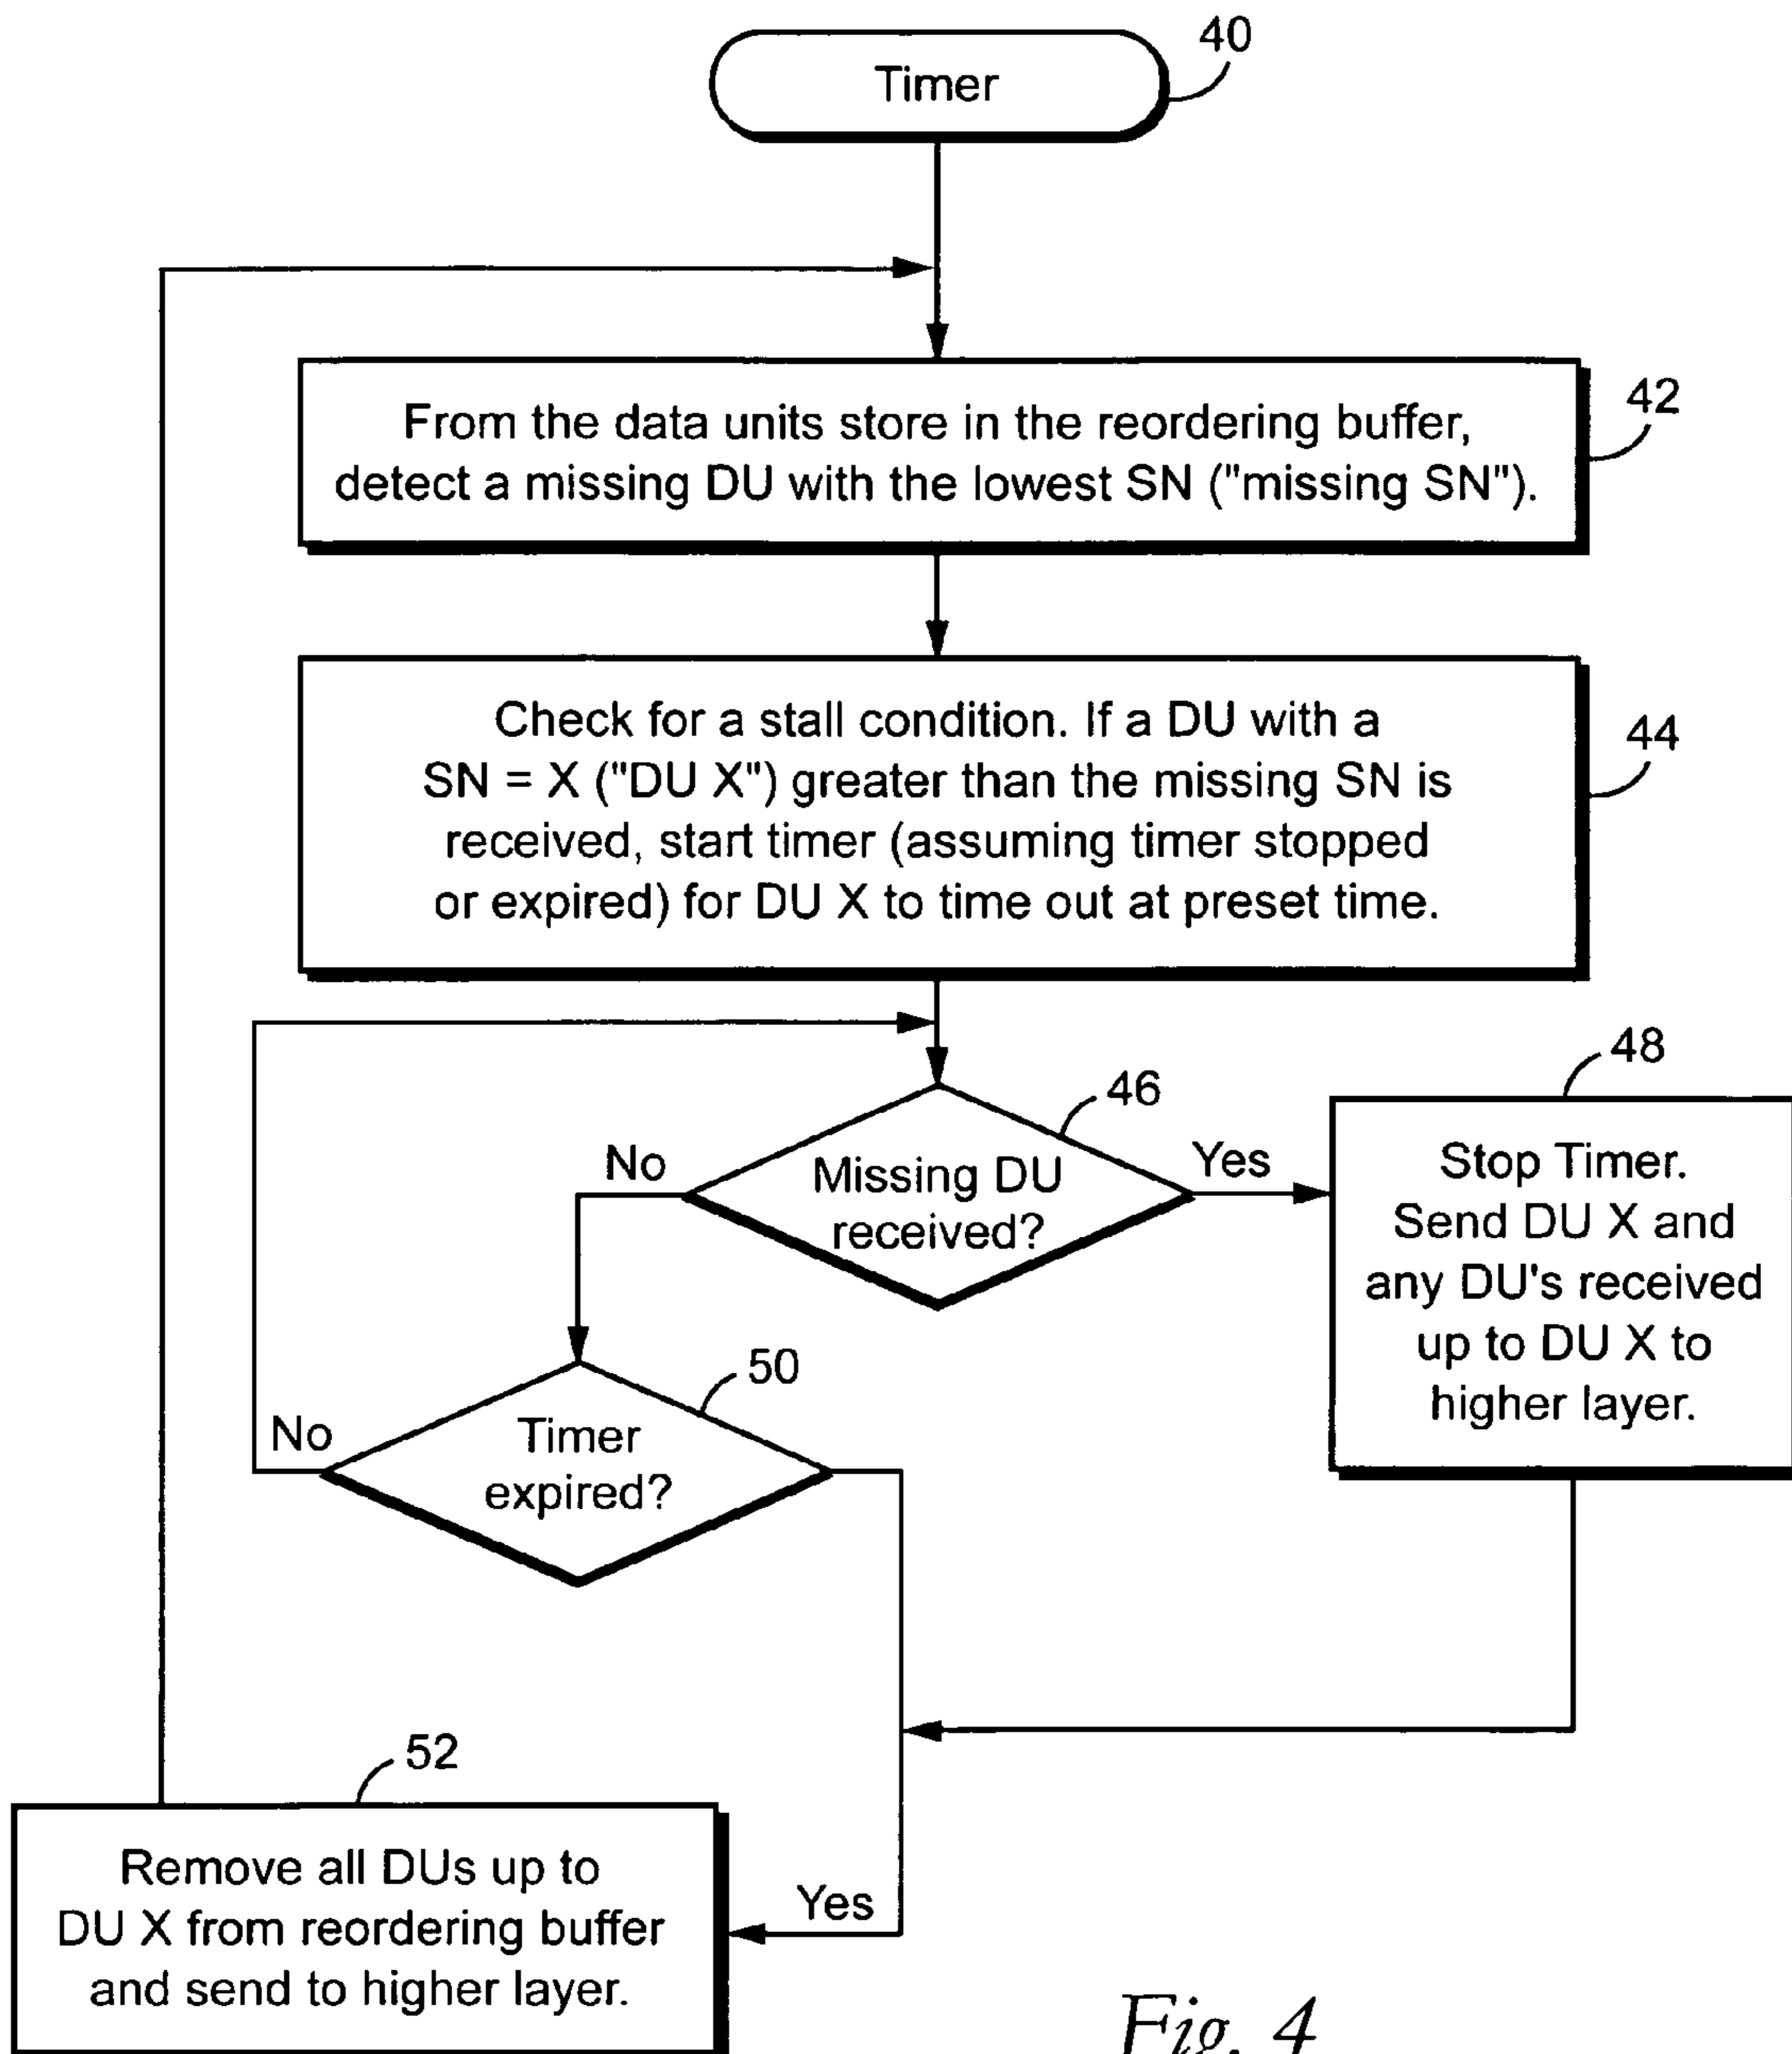 40
Timer
42
From the data units store in the reordering buffer,
detect a missing DU with the lowest SN ("missing SN").
44
Check for a stall condition. If a DU with a
SN = X ("DU X") greater than the missing SN is
received, start timer (assuming timer stopped
or expired) for DU X to time out at preset time.
46
No
Missing DU
received?
Yes
48
Stop Timer.
Send DU X and
any DU's received
up to DU X to
higher layer.
50
No
Timer
expired?
52
Yes
Remove all DUs up to
DU X from reordering buffer
and send to higher layer.
Fig. 4